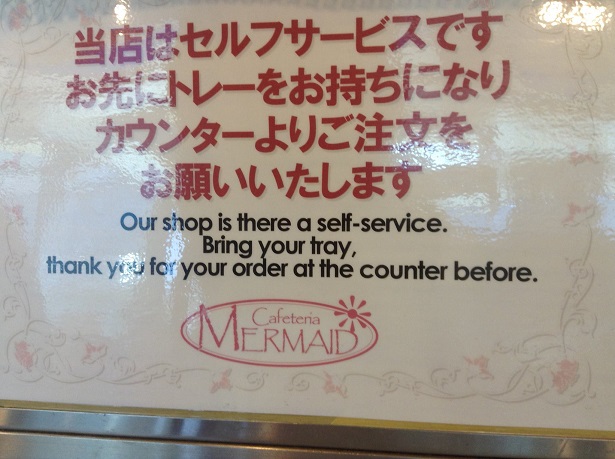 当店はセルフサービスです
お先にトレーをお持ちになり
カウンターよりご注文を
お願いいたします
Our shop is there a self-service.
Bring your tray,
thank you for your order at the counter before.
Cafeteria
MERMAID